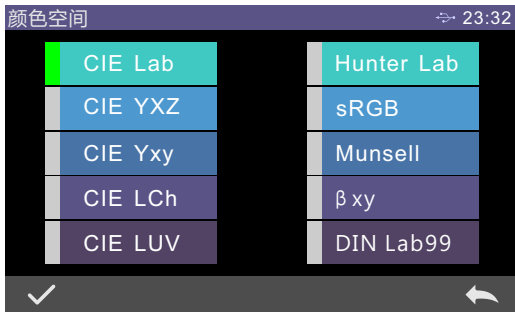 颜色空间 23:32
CIE Lab
CIE YXZ
CIE Yxy
CIE LCh
CIE LUV
Hunter Lab
sRGB
Munsell
βxy
DIN Lab99